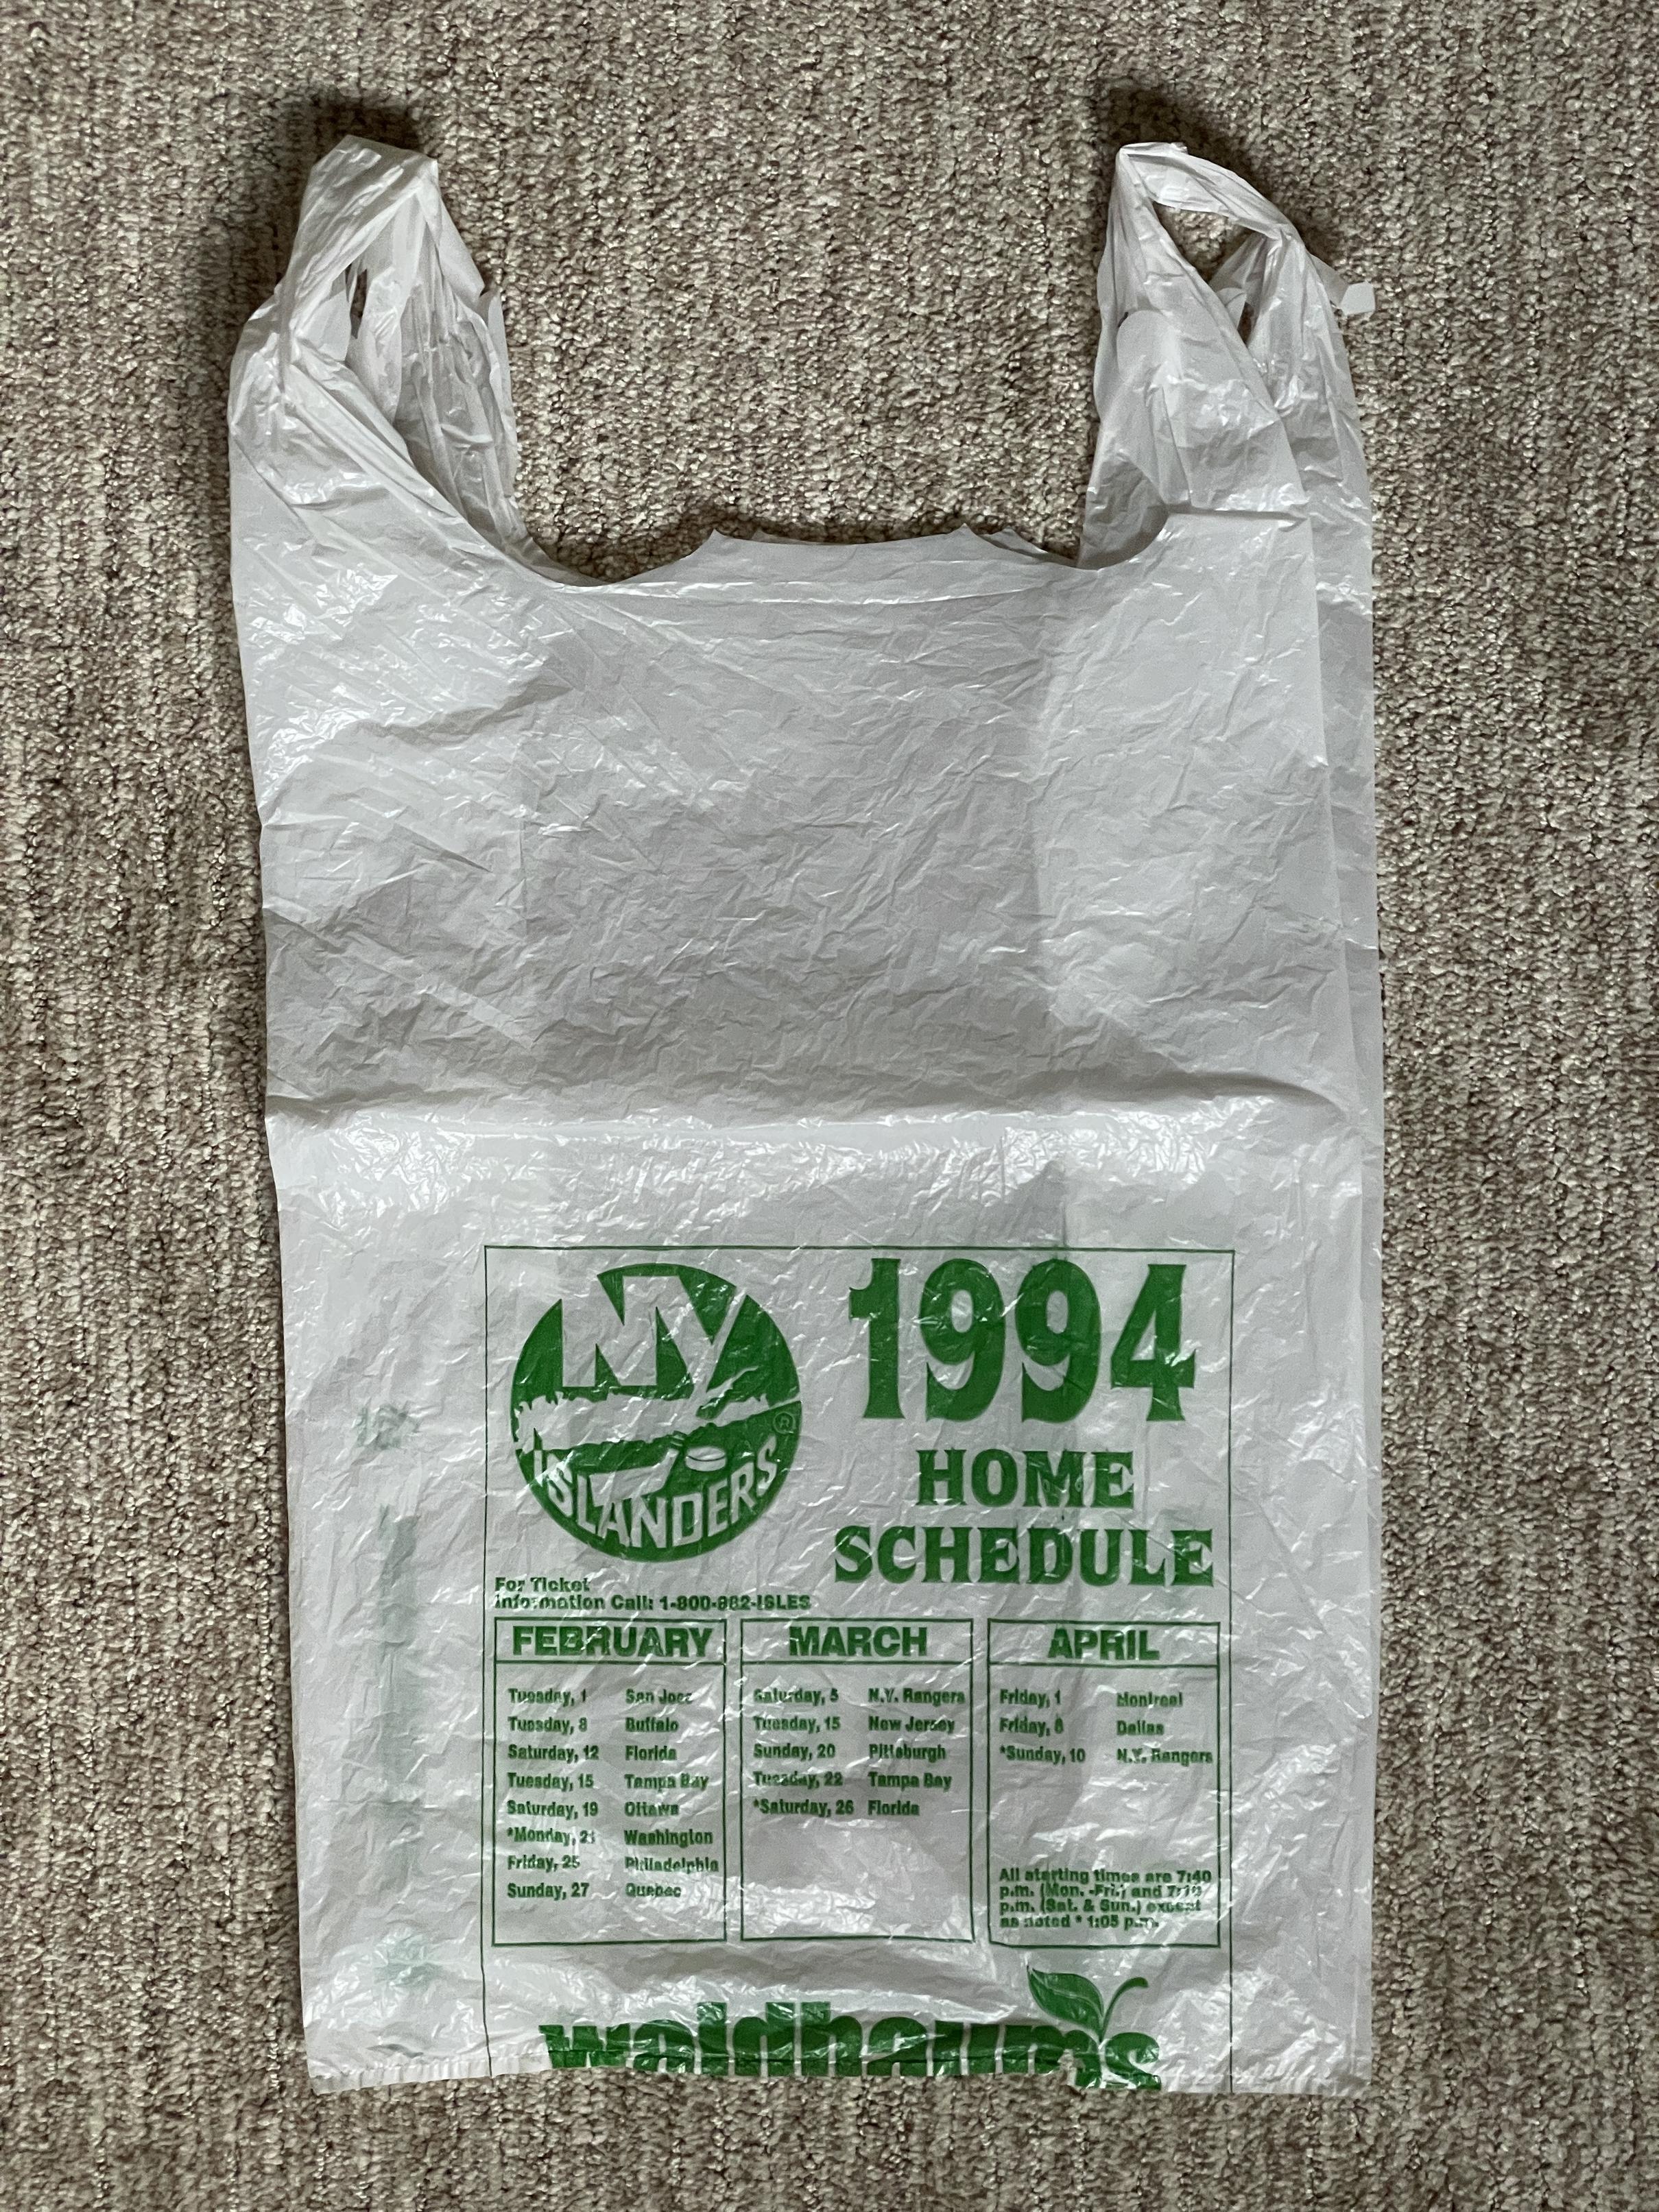 NY
ISLANDERS
®
1994
HOME
SCHEDULE
For Ticket
Information Call: 1-800-882-ISLES
FEBRUARY
Tuesday, 1 San Jose
Tuesday, 8 Buffalo
Saturday, 12 Florida
Tuesday, 15 Tampa Bay
Saturday, 19 Ottawa
*Monday, 21 Washington
Friday, 25 Philadelphia
Sunday, 27 Quebec
MARCH
Saturday, 5 N.Y. Rangers
Tuesday, 15 New Jersey
Sunday, 20 Pittsburgh
Tuesday, 22 Tampa Bay
*Saturday, 26 Florida
APRIL
Friday, 1 Montreal
Friday, 8 Dallas
*Sunday, 10 N.Y. Rangers
All starting times are 7:40
p.m. (Mon. -Fri.) and 7:10
p.m. (Sat. & Sun.) except
as noted * 1:05 p.m.
waldbaum's